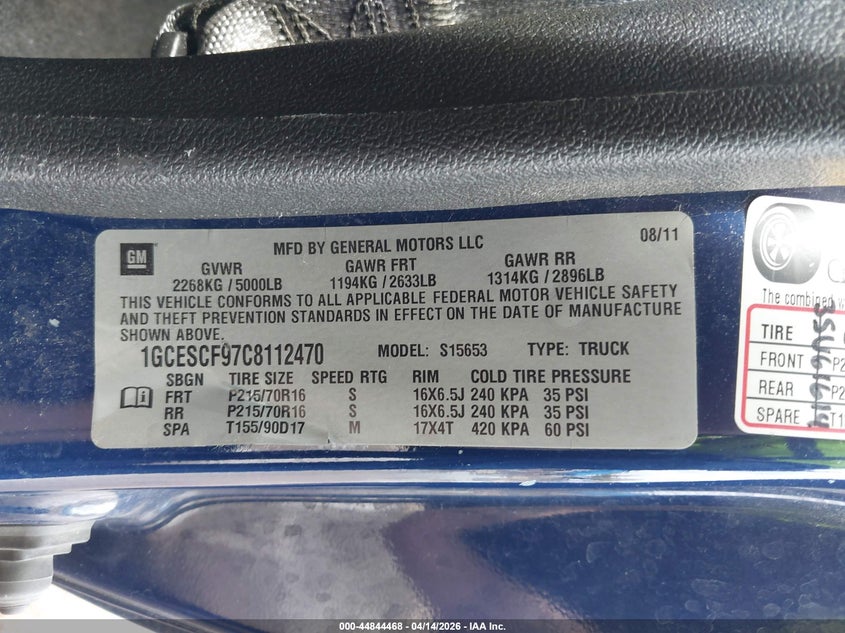 GM
MFD BY GENERAL MOTORS LLC
08/11
GVWR GAWR FRT GAWR RR
2268KG / 5000LB 1194KG / 2633LB 1314KG / 2896LB
THIS VEHICLE CONFORMS TO ALL APPLICABLE FEDERAL MOTOR VEHICLE SAFETY
AND THEFT PREVENTION STANDARDS IN EFFECT ON THE DATE OF MANUFACTURE
SHOWN ABOVE.
1GCESCF97C8112470 MODEL: S15653 TYPE: TRUCK
SBGN TIRE SIZE SPEED RTG RIM COLD TIRE PRESSURE
FRT P215/70R16 S 16X6.5J 240 KPA 35 PSI
RR P215/70R16 S 16X6.5J 240 KPA 35 PSI
SPA T155/90D17 M 17X4T 420 KPA 60 PSI
The combined
TIRE
FRONT P2
REAR P2
SPARE T1
000-44844468 - 04/14/2026 - IAA Inc.